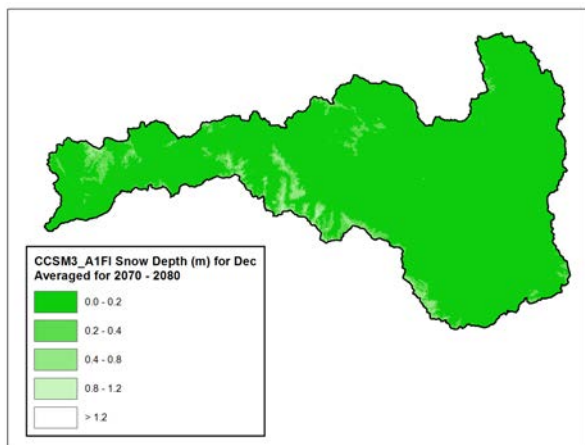 CCSM3_A1FI Snow Depth (m) for Dec
Averaged for 2070 - 2080
0.0 - 0.2
0.2 - 0.4
0.4 - 0.8
0.8 - 1.2
> 1.2